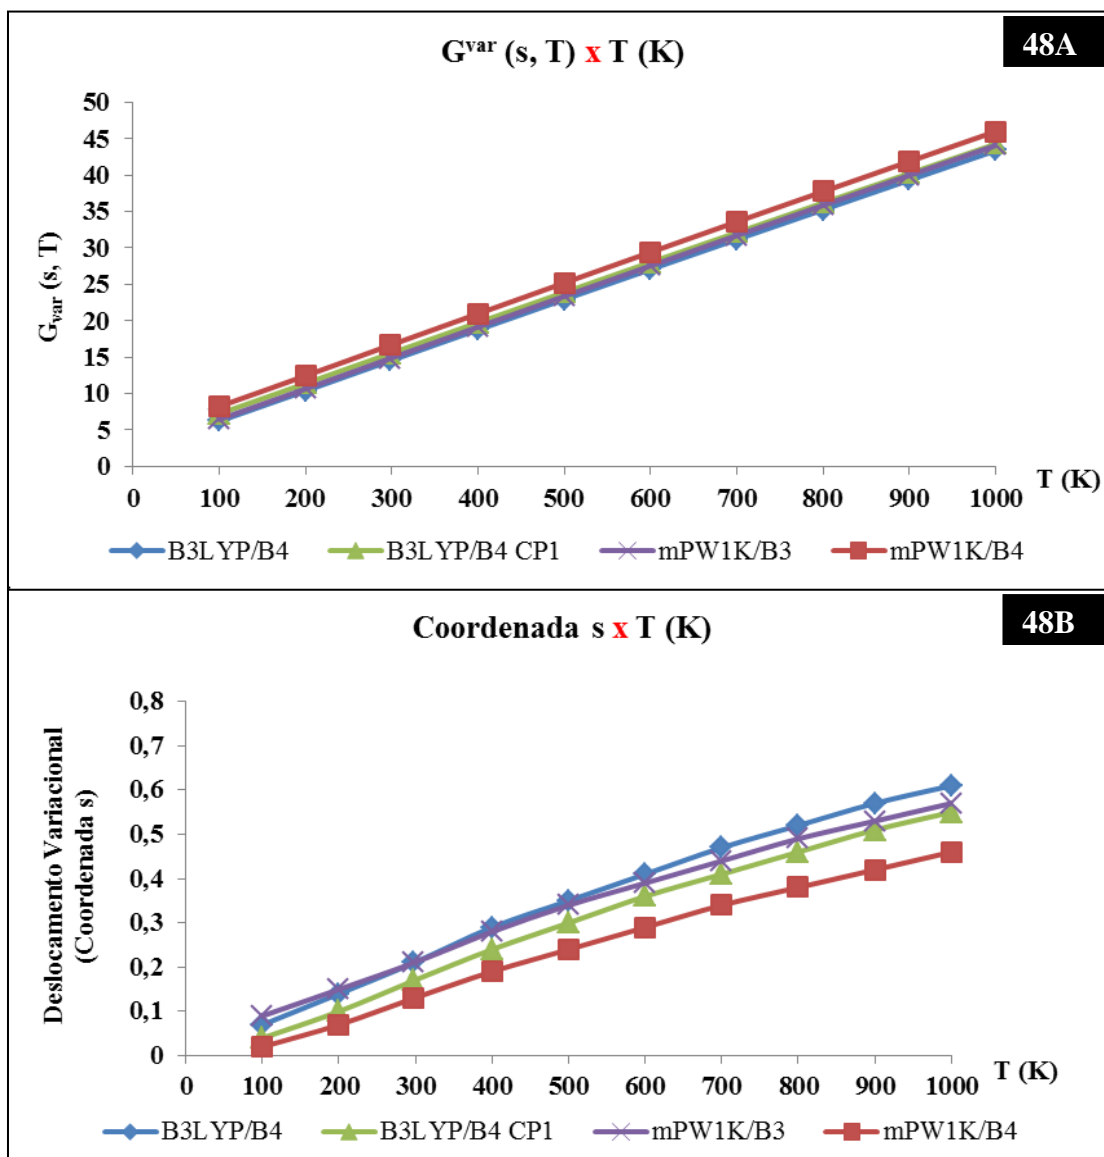 48A
Gᵛᵃʳ (s, T) x T (K)
50
45
40
35
30
25
20
15
10
5
0
G_var (s, T)
0 100 200 300 400 500 600 700 800 900 1000 T (K)
B3LYP/B4 B3LYP/B4 CP1 mPW1K/B3 mPW1K/B4
48B
Coordenada s x T (K)
0,8
0,7
0,6
0,5
0,4
0,3
0,2
0,1
0
Deslocamento Variacional
(Coordenada s)
0 100 200 300 400 500 600 700 800 900 1000 T (K)
B3LYP/B4 B3LYP/B4 CP1 mPW1K/B3 mPW1K/B4